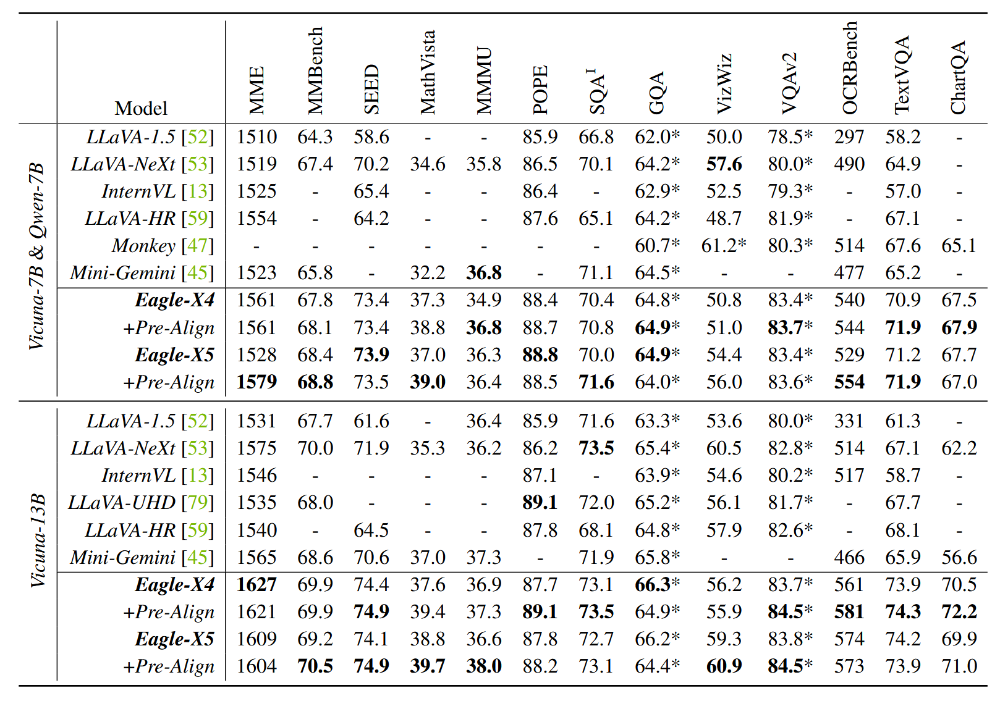 Model MME MMBench SEED MathVista MMMU POPE SQA^I GQA VizWiz VQAv2 OCRBench TextVQA ChartQA
Vicuna-7B & Qwen-7B
LLaVA-1.5 [52] 1510 64.3 58.6 - - 85.9 66.8 62.0* 50.0 78.5* 297 58.2 -
LLaVA-NeXt [53] 1519 67.4 70.2 34.6 35.8 86.5 70.1 64.2* 57.6 80.0* 490 64.9 -
InternVL [13] 1525 - 65.4 - - 86.4 - 62.9* 52.5 79.3* - 57.0 -
LLaVA-HR [59] 1554 - 64.2 - - 87.6 65.1 64.2* 48.7 81.9* - 67.1 -
Monkey [47] - - - - - - - 60.7* 61.2* 80.3* 514 67.6 65.1
Mini-Gemini [45] 1523 65.8 - 32.2 36.8 - 71.1 64.5* - - 477 65.2 -
Eagle-X4 1561 67.8 73.4 37.3 34.9 88.4 70.4 64.8* 50.8 83.4* 540 70.9 67.5
+Pre-Align 1561 68.1 73.4 38.8 36.8 88.7 70.8 64.9* 51.0 83.7* 544 71.9 67.9
Eagle-X5 1528 68.4 73.9 37.0 36.3 88.8 70.0 64.9* 54.4 83.4* 529 71.2 67.7
+Pre-Align 1579 68.8 73.5 39.0 36.4 88.5 71.6 64.0* 56.0 83.6* 554 71.9 67.0
Vicuna-13B
LLaVA-1.5 [52] 1531 67.7 61.6 - 36.4 85.9 71.6 63.3* 53.6 80.0* 331 61.3 -
LLaVA-NeXt [53] 1575 70.0 71.9 35.3 36.2 86.2 73.5 65.4* 60.5 82.8* 514 67.1 62.2
InternVL [13] 1546 - - - - 87.1 - 63.9* 54.6 80.2* 517 58.7 -
LLaVA-UHD [79] 1535 68.0 - - - 89.1 72.0 65.2* 56.1 81.7* - 67.7 -
LLaVA-HR [59] 1540 - 64.5 - - 87.8 68.1 64.8* 57.9 82.6* - 68.1 -
Mini-Gemini [45] 1565 68.6 70.6 37.0 37.3 - 71.9 65.8* - - 466 65.9 56.6
Eagle-X4 1627 69.9 74.4 37.6 36.9 87.7 73.1 66.3* 56.2 83.7* 561 73.9 70.5
+Pre-Align 1621 69.9 74.9 39.4 37.3 89.1 73.5 64.9* 55.9 84.5* 581 74.3 72.2
Eagle-X5 1609 69.2 74.1 38.8 36.6 87.8 72.7 66.2* 59.3 83.8* 574 74.2 69.9
+Pre-Align 1604 70.5 74.9 39.7 38.0 88.2 73.1 64.4* 60.9 84.5* 573 73.9 71.0